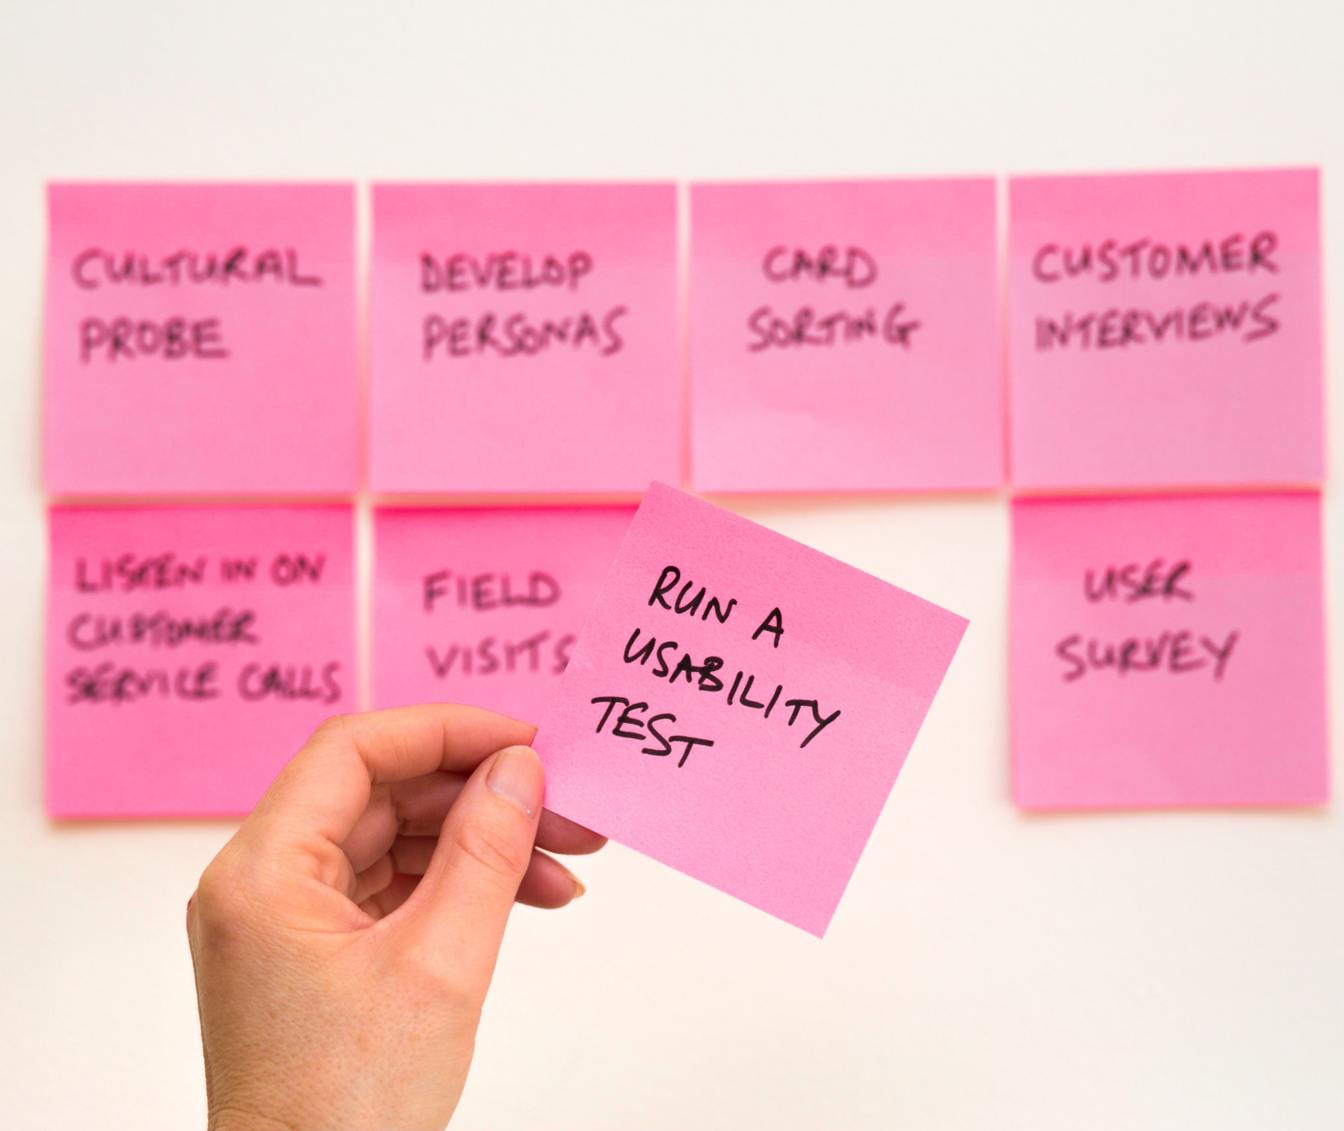 CULTURAL
PROBE
DEVELOP
PERSONAS
CARD
SORTING
CUSTOMER
INTERVIEWS
LISTEN IN ON
CUSTOMER
SERVICE CALLS
FIELD
VISITS
RUN A
USABILITY
TEST
USER
SURVEY